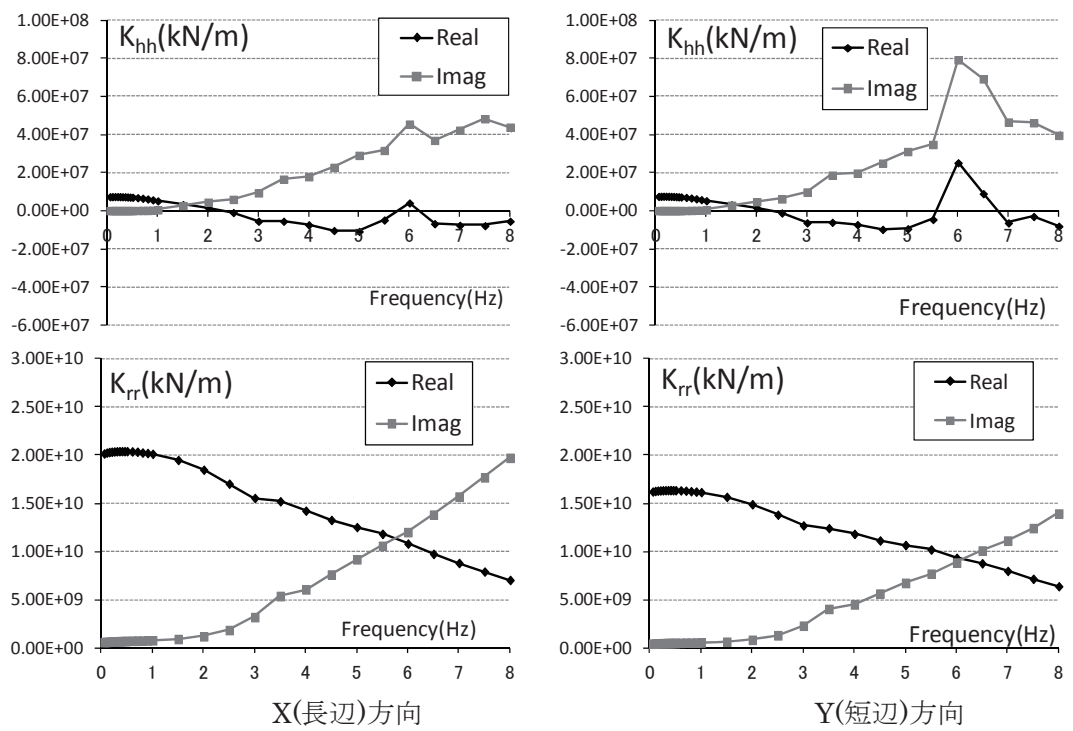 K_hh(kN/m)
Real
Imag
1.00E+08
8.00E+07
6.00E+07
4.00E+07
2.00E+07
0.00E+00
-2.00E+07
-4.00E+07
-6.00E+07
0 1 2 3 4 5 6 7 8
Frequency(Hz)
K_hh(kN/m)
Real
Imag
1.00E+08
8.00E+07
6.00E+07
4.00E+07
2.00E+07
0.00E+00
-2.00E+07
-4.00E+07
-6.00E+07
0 1 2 3 4 5 6 7 8
Frequency(Hz)
K_rr(kN/m)
Real
Imag
3.00E+10
2.50E+10
2.00E+10
1.50E+10
1.00E+10
5.00E+09
0.00E+00
Frequency(Hz)
0 1 2 3 4 5 6 7 8
X(長辺)方向
K_rr(kN/m)
Real
Imag
3.00E+10
2.50E+10
2.00E+10
1.50E+10
1.00E+10
5.00E+09
0.00E+00
Frequency(Hz)
0 1 2 3 4 5 6 7 8
Y(短辺)方向